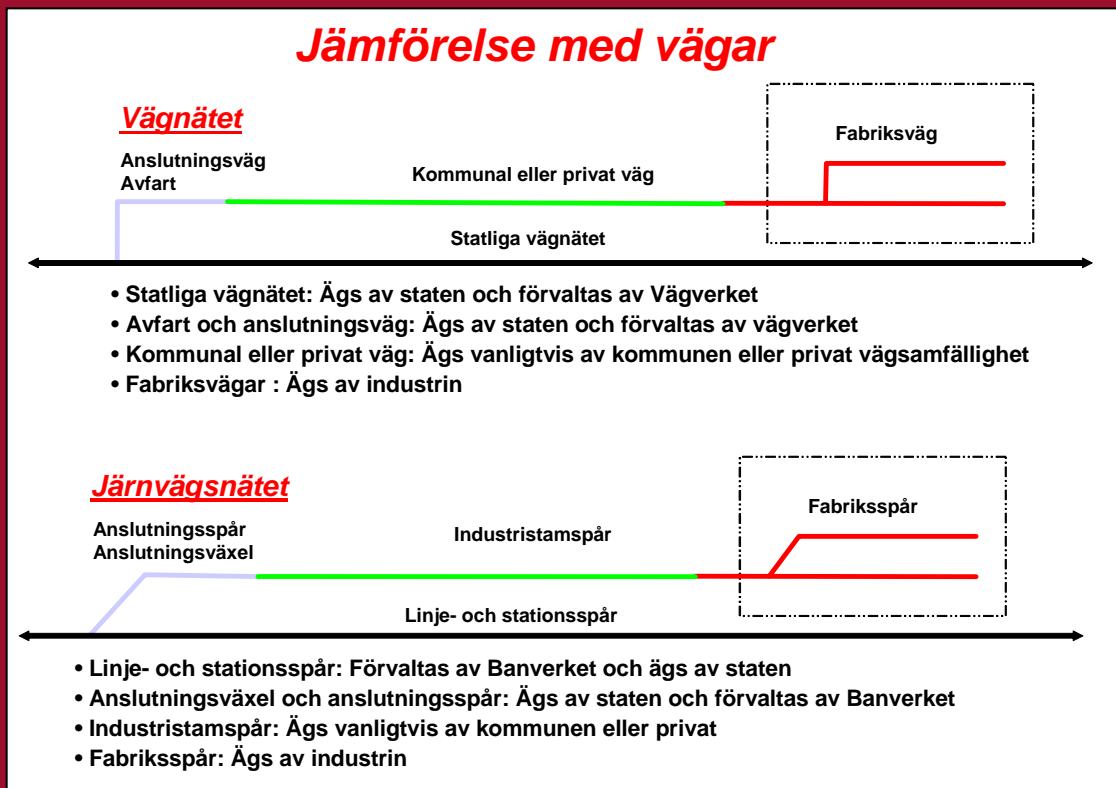 Jämförelse med vägar
Vägnätet
Fabriksväg
Anslutningsväg
Avfart
Kommunal eller privat väg
Statliga vägnätet
• Statliga vägnätet: Ägs av staten och förvaltas av Vägverket
• Avfart och anslutningsväg: Ägs av staten och förvaltas av vägverket
• Kommunal eller privat väg: Ägs vanligtvis av kommunen eller privat vägsamfällighet
• Fabriksvägar : Ägs av industrin
Järnvägsnätet
Fabriksspår
Anslutningsspår
Anslutningsväxel
Industristamspår
Linje- och stationsspår
• Linje- och stationsspår: Förvaltas av Banverket och ägs av staten
• Anslutningsväxel och anslutningsspår: Ägs av staten och förvaltas av Banverket
• Industristamspår: Ägs vanligtvis av kommunen eller privat
• Fabriksspår: Ägs av industrin